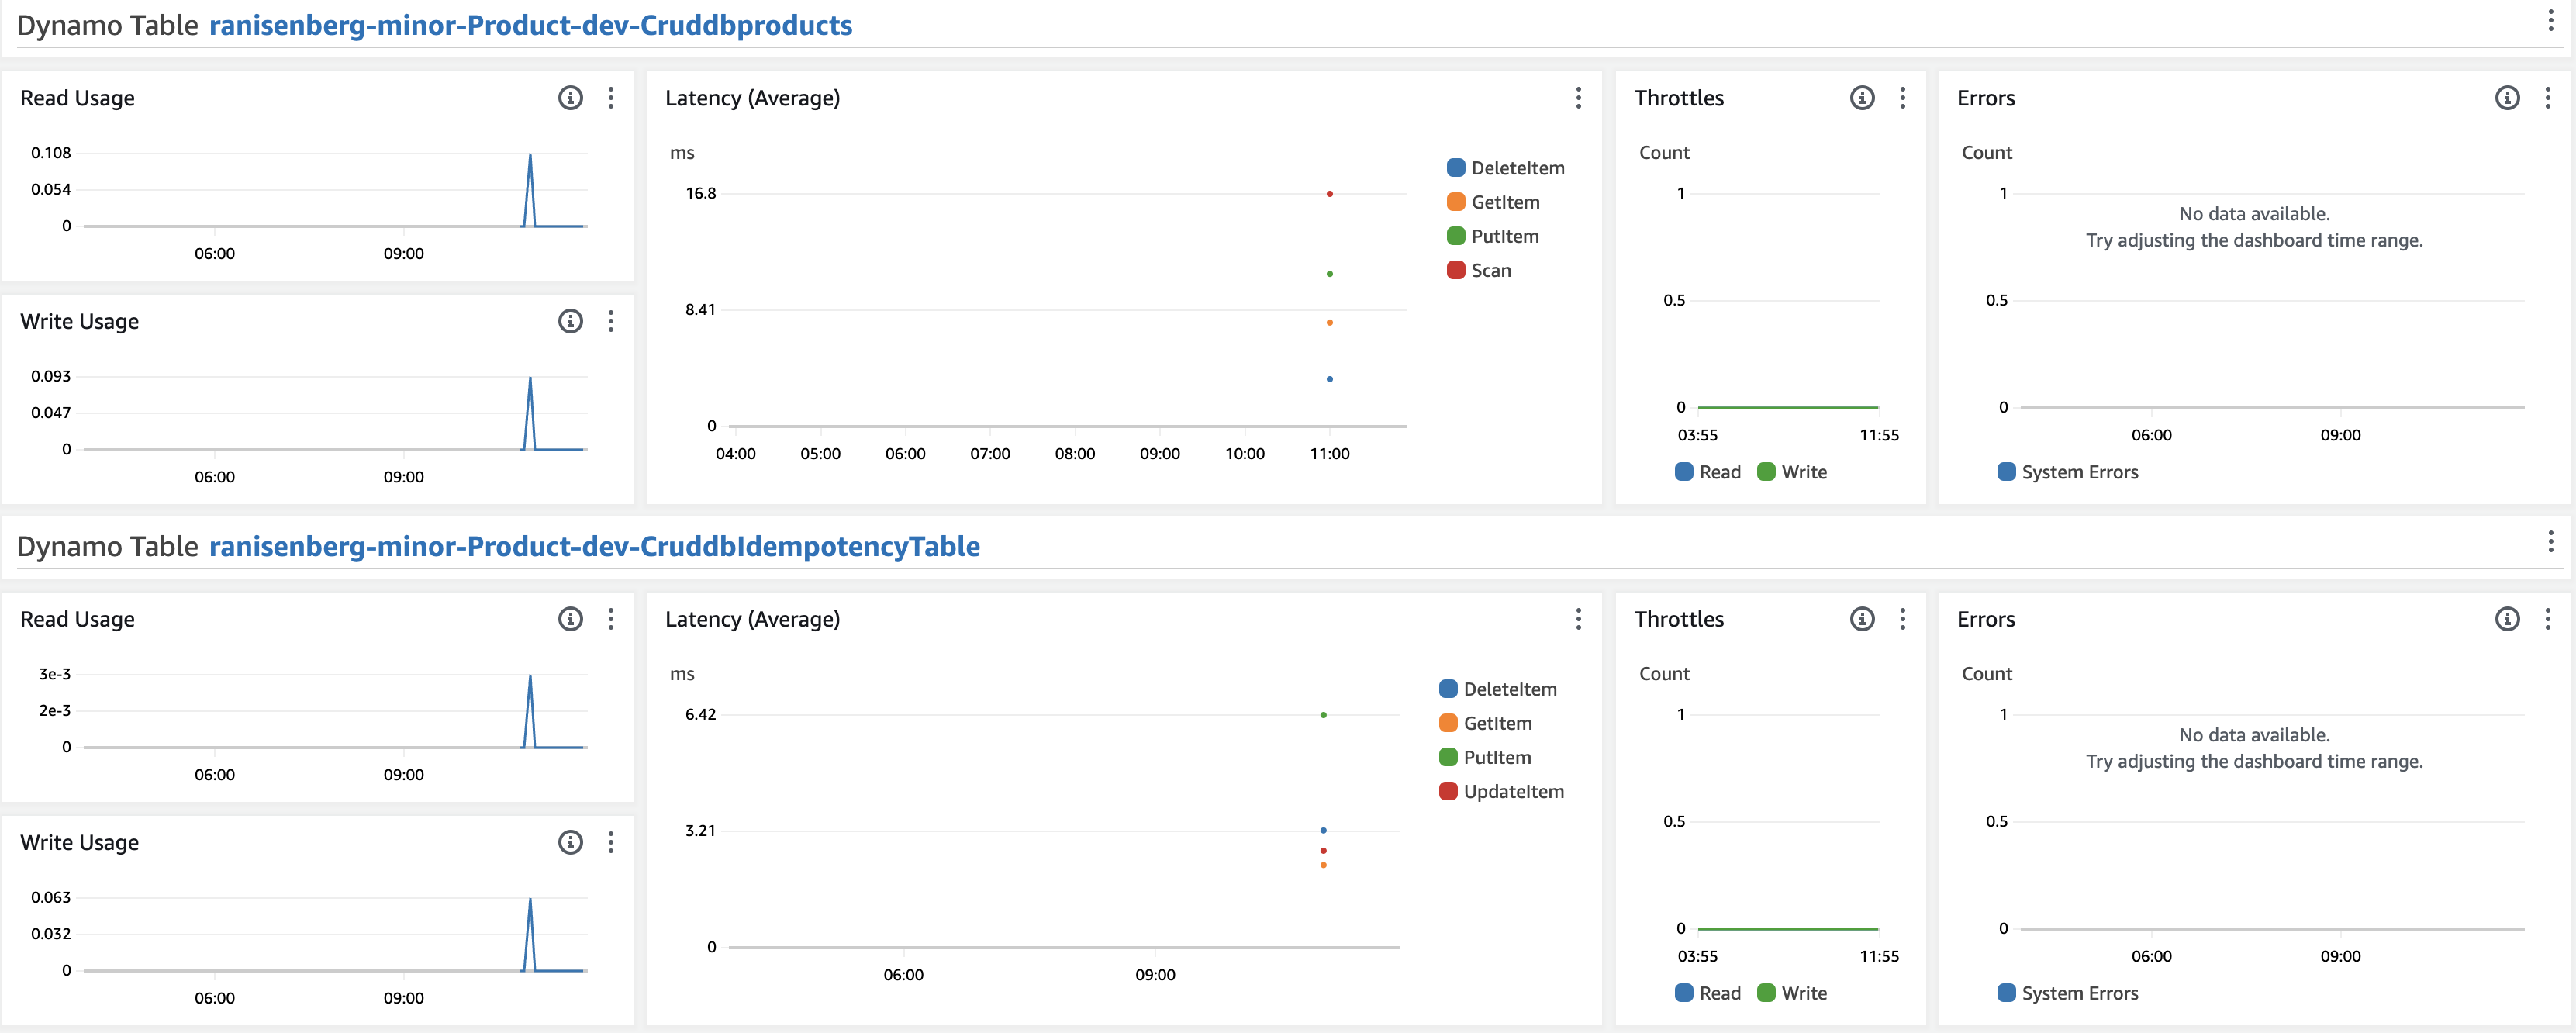 Dynamo Table ranisenberg-minor-Product-dev-Cruddbproducts
Read Usage
0.108
0.054
0
06:00 09:00
Write Usage
0.093
0.047
0
06:00 09:00
Latency (Average)
ms
16.8
8.41
0
04:00 05:00 06:00 07:00 08:00 09:00 10:00 11:00
DeleteItem
GetItem
PutItem
Scan
Throttles
Count
1
0.5
0
03:55 11:55
Read Write
Errors
Count
1
No data available.
Try adjusting the dashboard time range.
0.5
0
06:00 09:00
System Errors
Dynamo Table ranisenberg-minor-Product-dev-CruddbIdempotencyTable
Read Usage
3e-3
2e-3
0
06:00 09:00
Write Usage
0.063
0.032
0
06:00 09:00
Latency (Average)
ms
6.42
3.21
0
06:00 09:00
DeleteItem
GetItem
PutItem
UpdateItem
Throttles
Count
1
0.5
0
03:55 11:55
Read Write
Errors
Count
1
No data available.
Try adjusting the dashboard time range.
0.5
0
06:00 09:00
System Errors